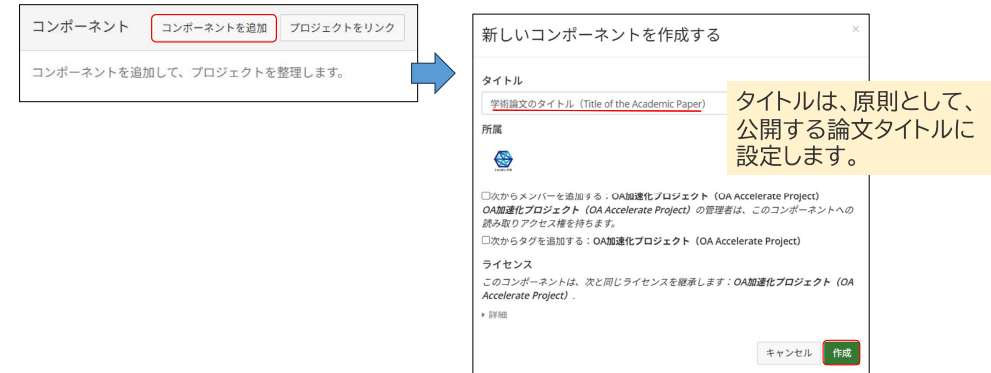 コンポーネント
コンポーネントを追加
プロジェクトをリンク
コンポーネントを追加して、プロジェクトを整理します。
新しいコンポーネントを作成する
×
タイトル
学術論文のタイトル（Title of the Academic Paper）
タイトルは、原則として、
公開する論文タイトルに
設定します。
所属
次からメンバーを追加する：OA加速化プロジェクト（OA Accelerate Project）
OA加速化プロジェクト（OA Accelerate Project）の管理者は、このコンポーネントへの
読み取りアクセス権を持ちます。
次からタグを追加する：OA加速化プロジェクト（OA Accelerate Project）
ライセンス
このコンポーネントは、次と同じライセンスを継承します：OA加速化プロジェクト（OA
Accelerate Project）.
詳細
キャンセル
作成